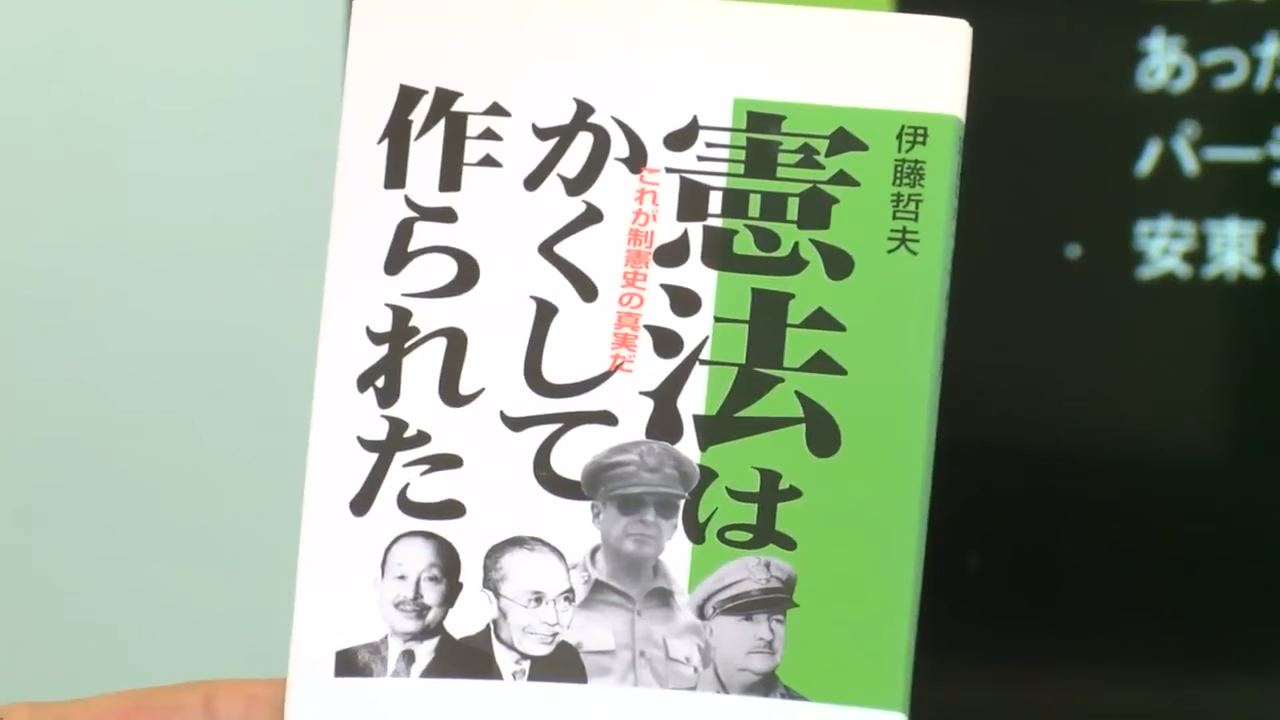 伊藤哲夫
憲法は
これが制憲史の真実だ
かくして
作られた
あった
パー
安東